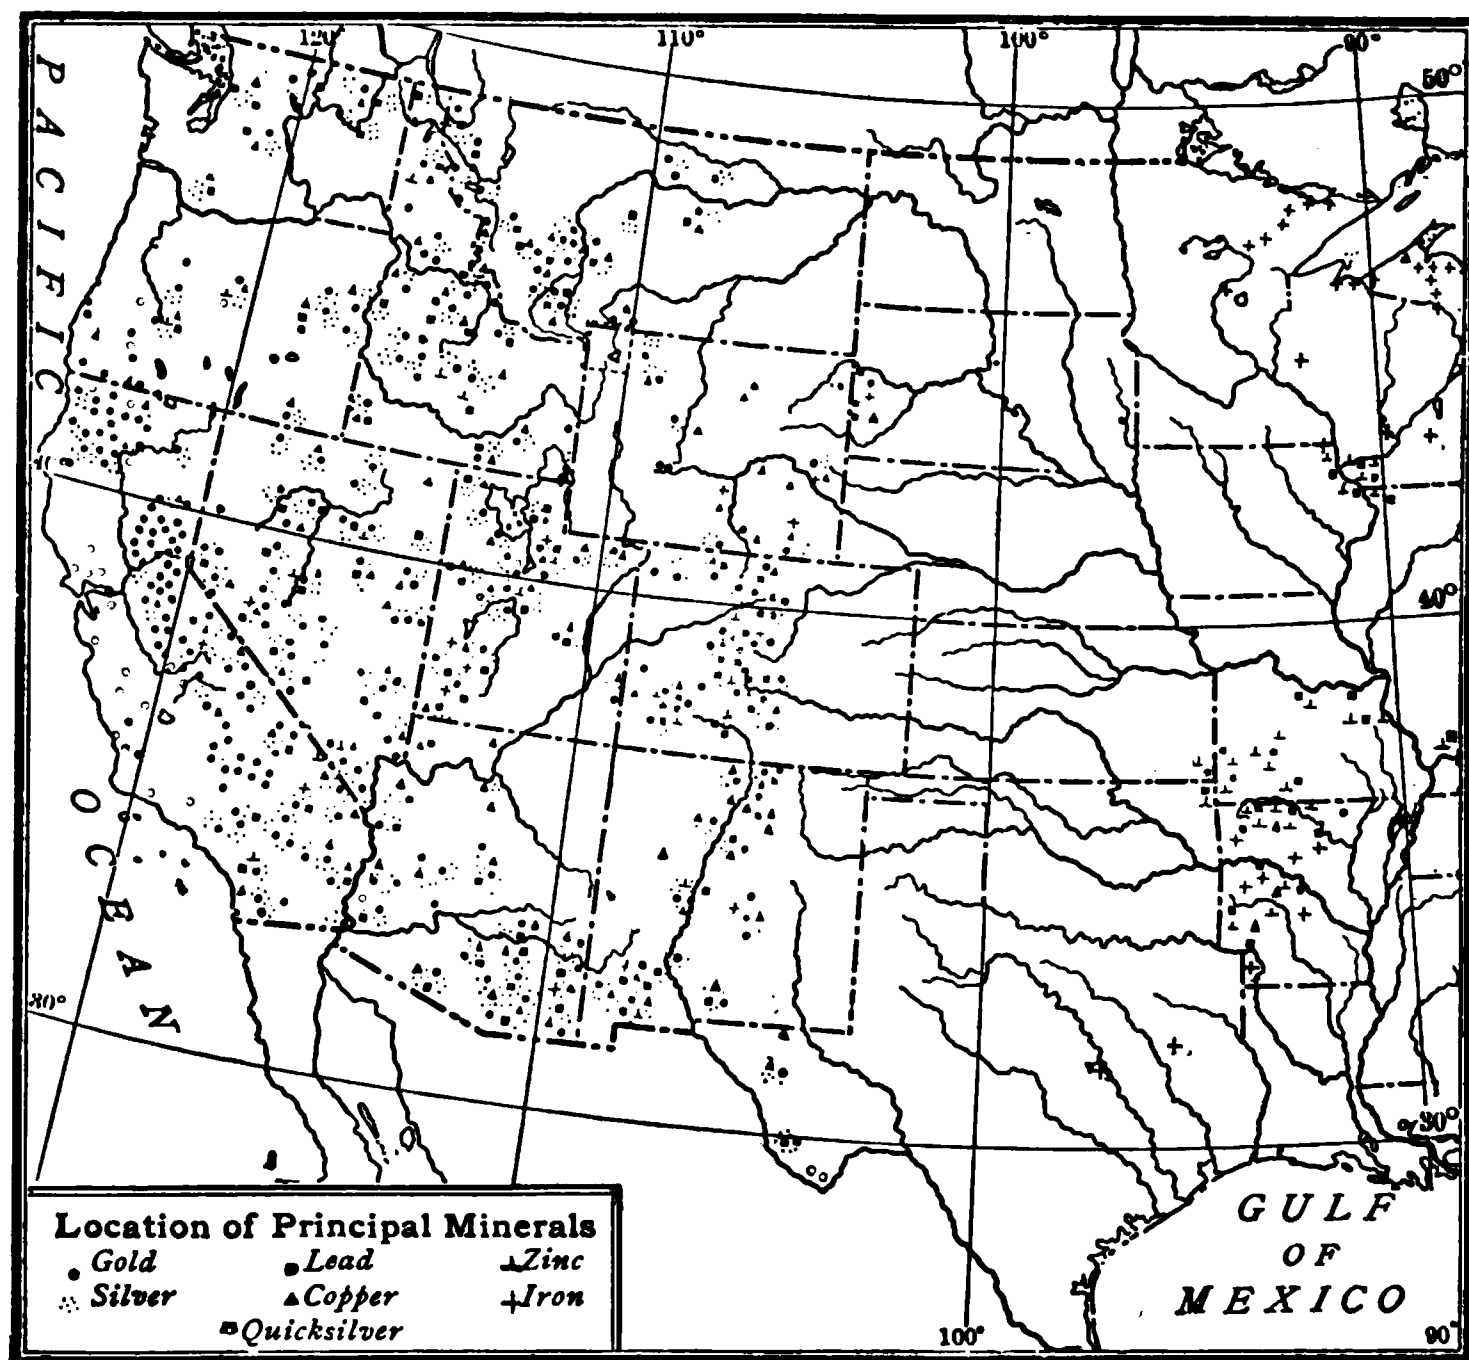 120
110°
100°
90°
50°
PACIFIC
OCEAN
40°
30°
30°
Location of Principal Minerals
Gold
Lead
Zinc
Silver
Copper
Iron
Quicksilver
GULF
OF
MEXICO
100°
90°